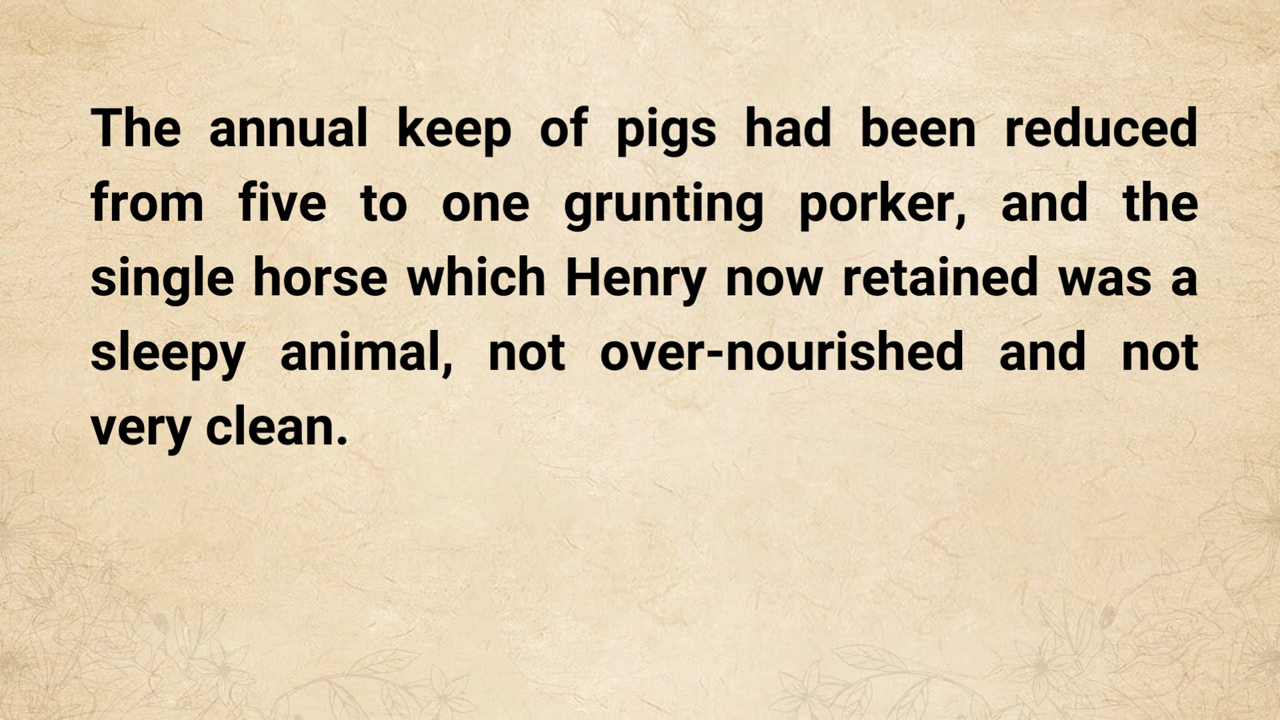 The annual keep of pigs had been reduced
from five to one grunting porker, and the
single horse which Henry now retained was a
sleepy animal, not over-nourished and not
very clean.